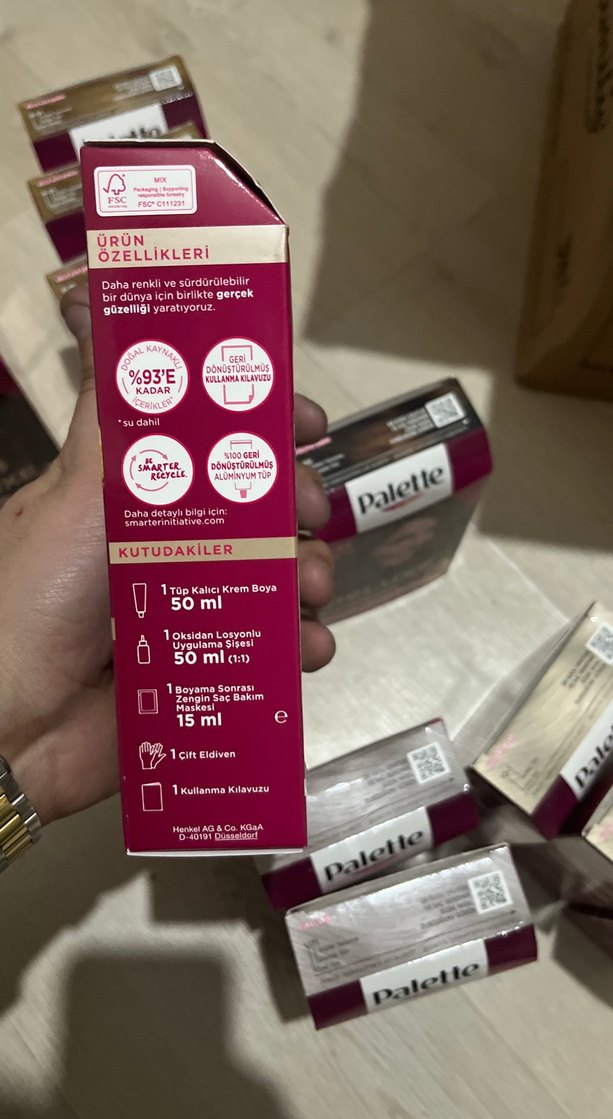 MIX
Packaging | Supporting
responsible forestry
FSC
www.fsc.org
FSC® C111231
ÜRÜN
ÖZELLİKLERİ
Daha renkli ve sürdürülebilir
bir dünya için birlikte gerçek
güzelliği yaratıyoruz.
DOĞAL KAYNAKLI
%93'E
KADAR
İÇERİKLER*
GERİ
DÖNÜŞTÜRÜLMÜŞ
KULLANMA KILAVUZU
*su dahil
BE
SMARTER.
RECYCLE.
%100 GERİ
DÖNÜŞTÜRÜLMÜŞ
ALÜMİNYUM TÜP
Daha detaylı bilgi için:
smarterinitiative.com
KUTUDAKİLER
1 Tüp Kalıcı Krem Boya
50 ml
1 Oksidan Losyonlu
Uygulama Şişesi
50 ml (1:1)
1 Boyama Sonrası
Zengin Saç Bakım
Maskesi
15 ml
℮
1 Çift Eldiven
1 Kullanma Kılavuzu
Henkel AG & Co. KGaA
D-40191 Düsseldorf
Palette
Palette
Palette